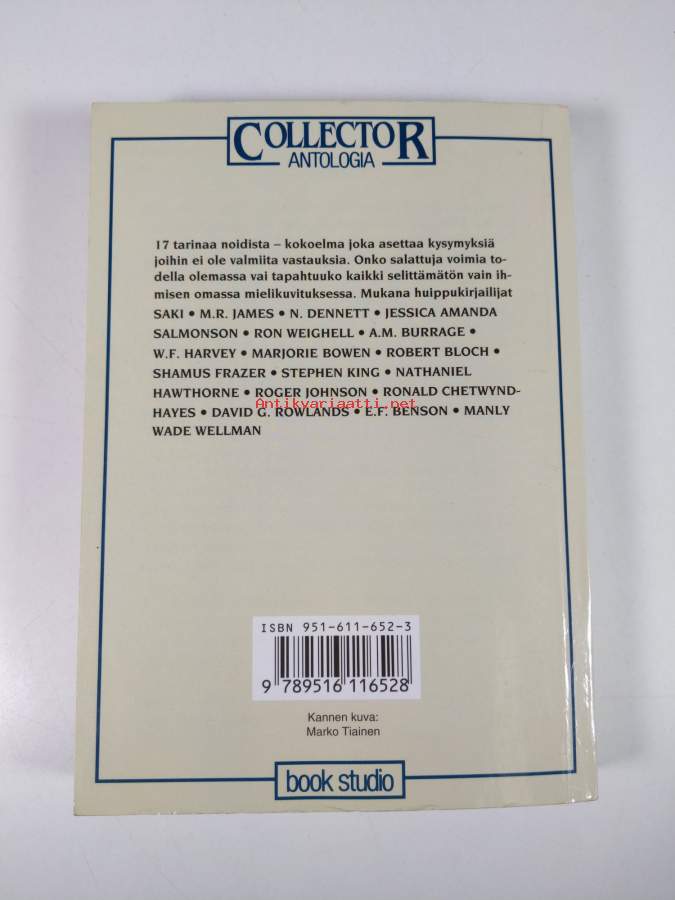 COLLECTOR
ANTOLOGIA
17 tarinaa noidista – kokoelma joka asettaa kysymyksiä
joihin ei ole valmiita vastauksia. Onko salattuja voimia to-
della olemassa vai tapahtuuko kaikki selittämätön vain ih-
misen omassa mielikuvituksessa. Mukana huippukirjailijat
SAKI • M.R. JAMES • N. DENNETT • JESSICA AMANDA
SALMONSON • RON WEIGHELL • A.M. BURRAGE •
W.F. HARVEY • MARJORIE BOWEN • ROBERT BLOCH •
SHAMUS FRAZER • STEPHEN KING • NATHANIEL
HAWTHORNE • ROGER JOHNSON • RONALD CHETWYND-
Antikvariaatti.net
HAYES • DAVID G. ROWLANDS • E.F. BENSON • MANLY
WADE WELLMAN
ISBN 951-611-652-3
9 789516 116528
Kannen kuva:
Marko Tiainen
book studio